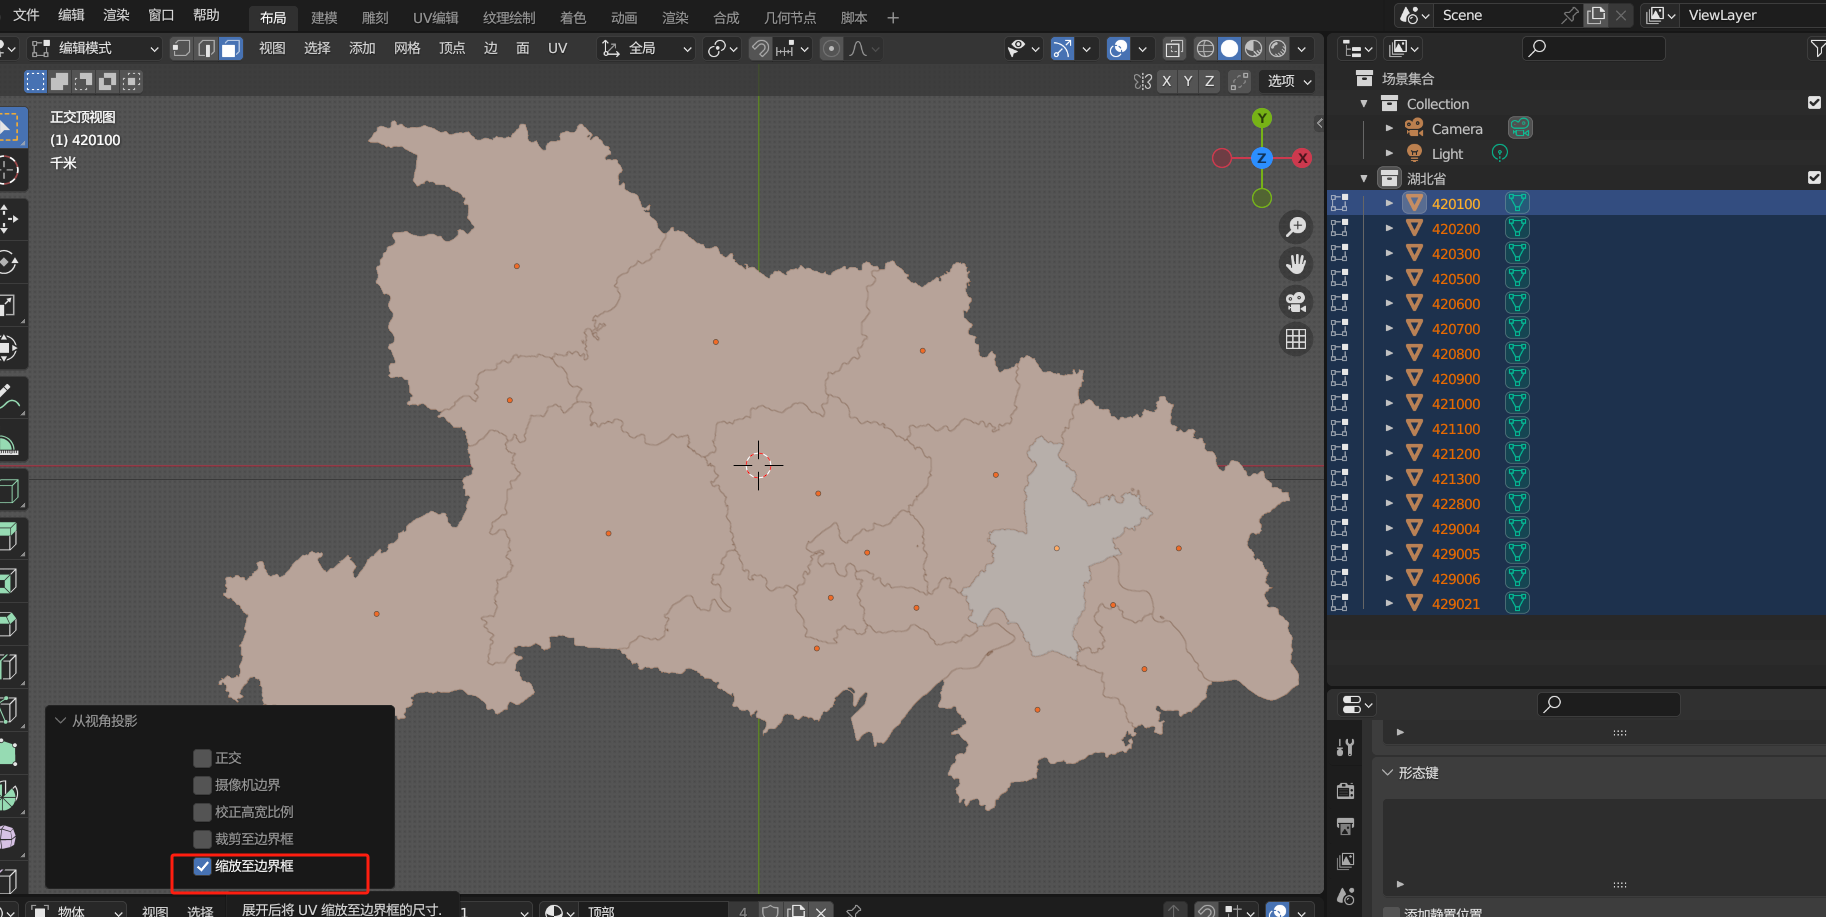 文件 编辑 渲染 窗口 帮助 布局 建模 雕刻 UV编辑 纹理绘制 着色 动画 渲染 合成 几何节点 脚本 + Scene ViewLayer
编辑模式 视图 选择 添加 网格 顶点 边 面 UV 全局
X Y Z 选项
正交顶视图
(1) 420100
千米
Y
Z
X
场景集合
Collection
Camera
Light
湖北省
420100
420200
420300
420500
420600
420700
420800
420900
421000
421100
421200
421300
422800
429004
429005
429006
429021
从视角投影
正交
摄像机边界
校正高宽比例
裁剪至边界框
缩放至边界框
形态键
物体 视图 选择 展开后将 UV 缩放至边界框的尺寸. 1 顶部 4
添加静置位置